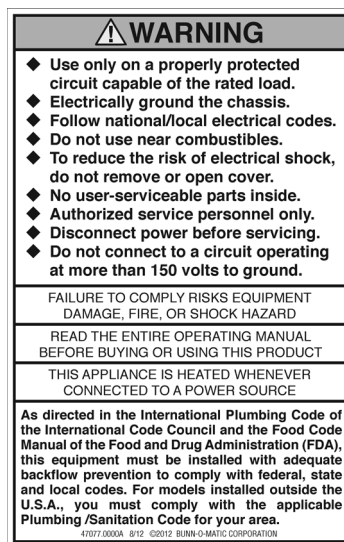 WARNING
◆ Use only on a properly protected
circuit capable of the rated load.
◆ Electrically ground the chassis.
◆ Follow national/local electrical codes.
◆ Do not use near combustibles.
◆ To reduce the risk of electrical shock,
do not remove or open cover.
◆ No user-serviceable parts inside.
◆ Authorized service personnel only.
◆ Disconnect power before servicing.
◆ Do not connect to a circuit operating
at more than 150 volts to ground.
FAILURE TO COMPLY RISKS EQUIPMENT
DAMAGE, FIRE, OR SHOCK HAZARD
READ THE ENTIRE OPERATING MANUAL
BEFORE BUYING OR USING THIS PRODUCT
THIS APPLIANCE IS HEATED WHENEVER
CONNECTED TO A POWER SOURCE
As directed in the International Plumbing Code of
the International Code Council and the Food Code
Manual of the Food and Drug Administration (FDA),
this equipment must be installed with adequate
backflow prevention to comply with federal, state
and local codes. For models installed outside the
U.S.A., you must comply with the applicable
Plumbing /Sanitation Code for your area.
47077.0000A 8/12 ©2012 BUNN-O-MATIC CORPORATION